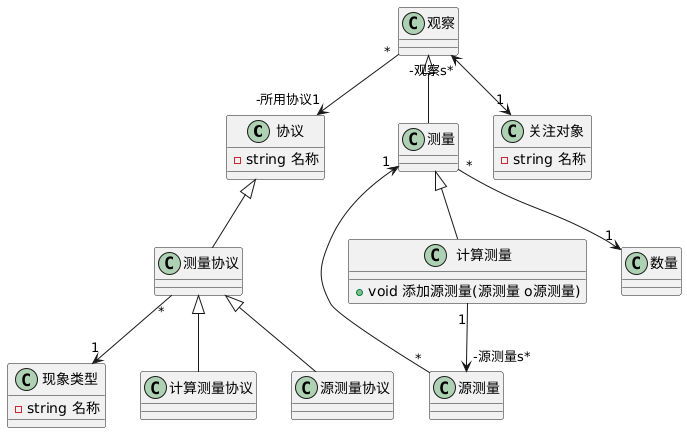 C 观察
*
-观察s*
-所用协议1
1
C 协议
string 名称
C 测量
C 关注对象
string 名称
1
*
C 测量协议
C 计算测量
void 添加源测量(源测量 o源测量)
1
C 数量
*
1
1
*
-源测量s*
C 现象类型
string 名称
C 计算测量协议
C 源测量协议
C 源测量